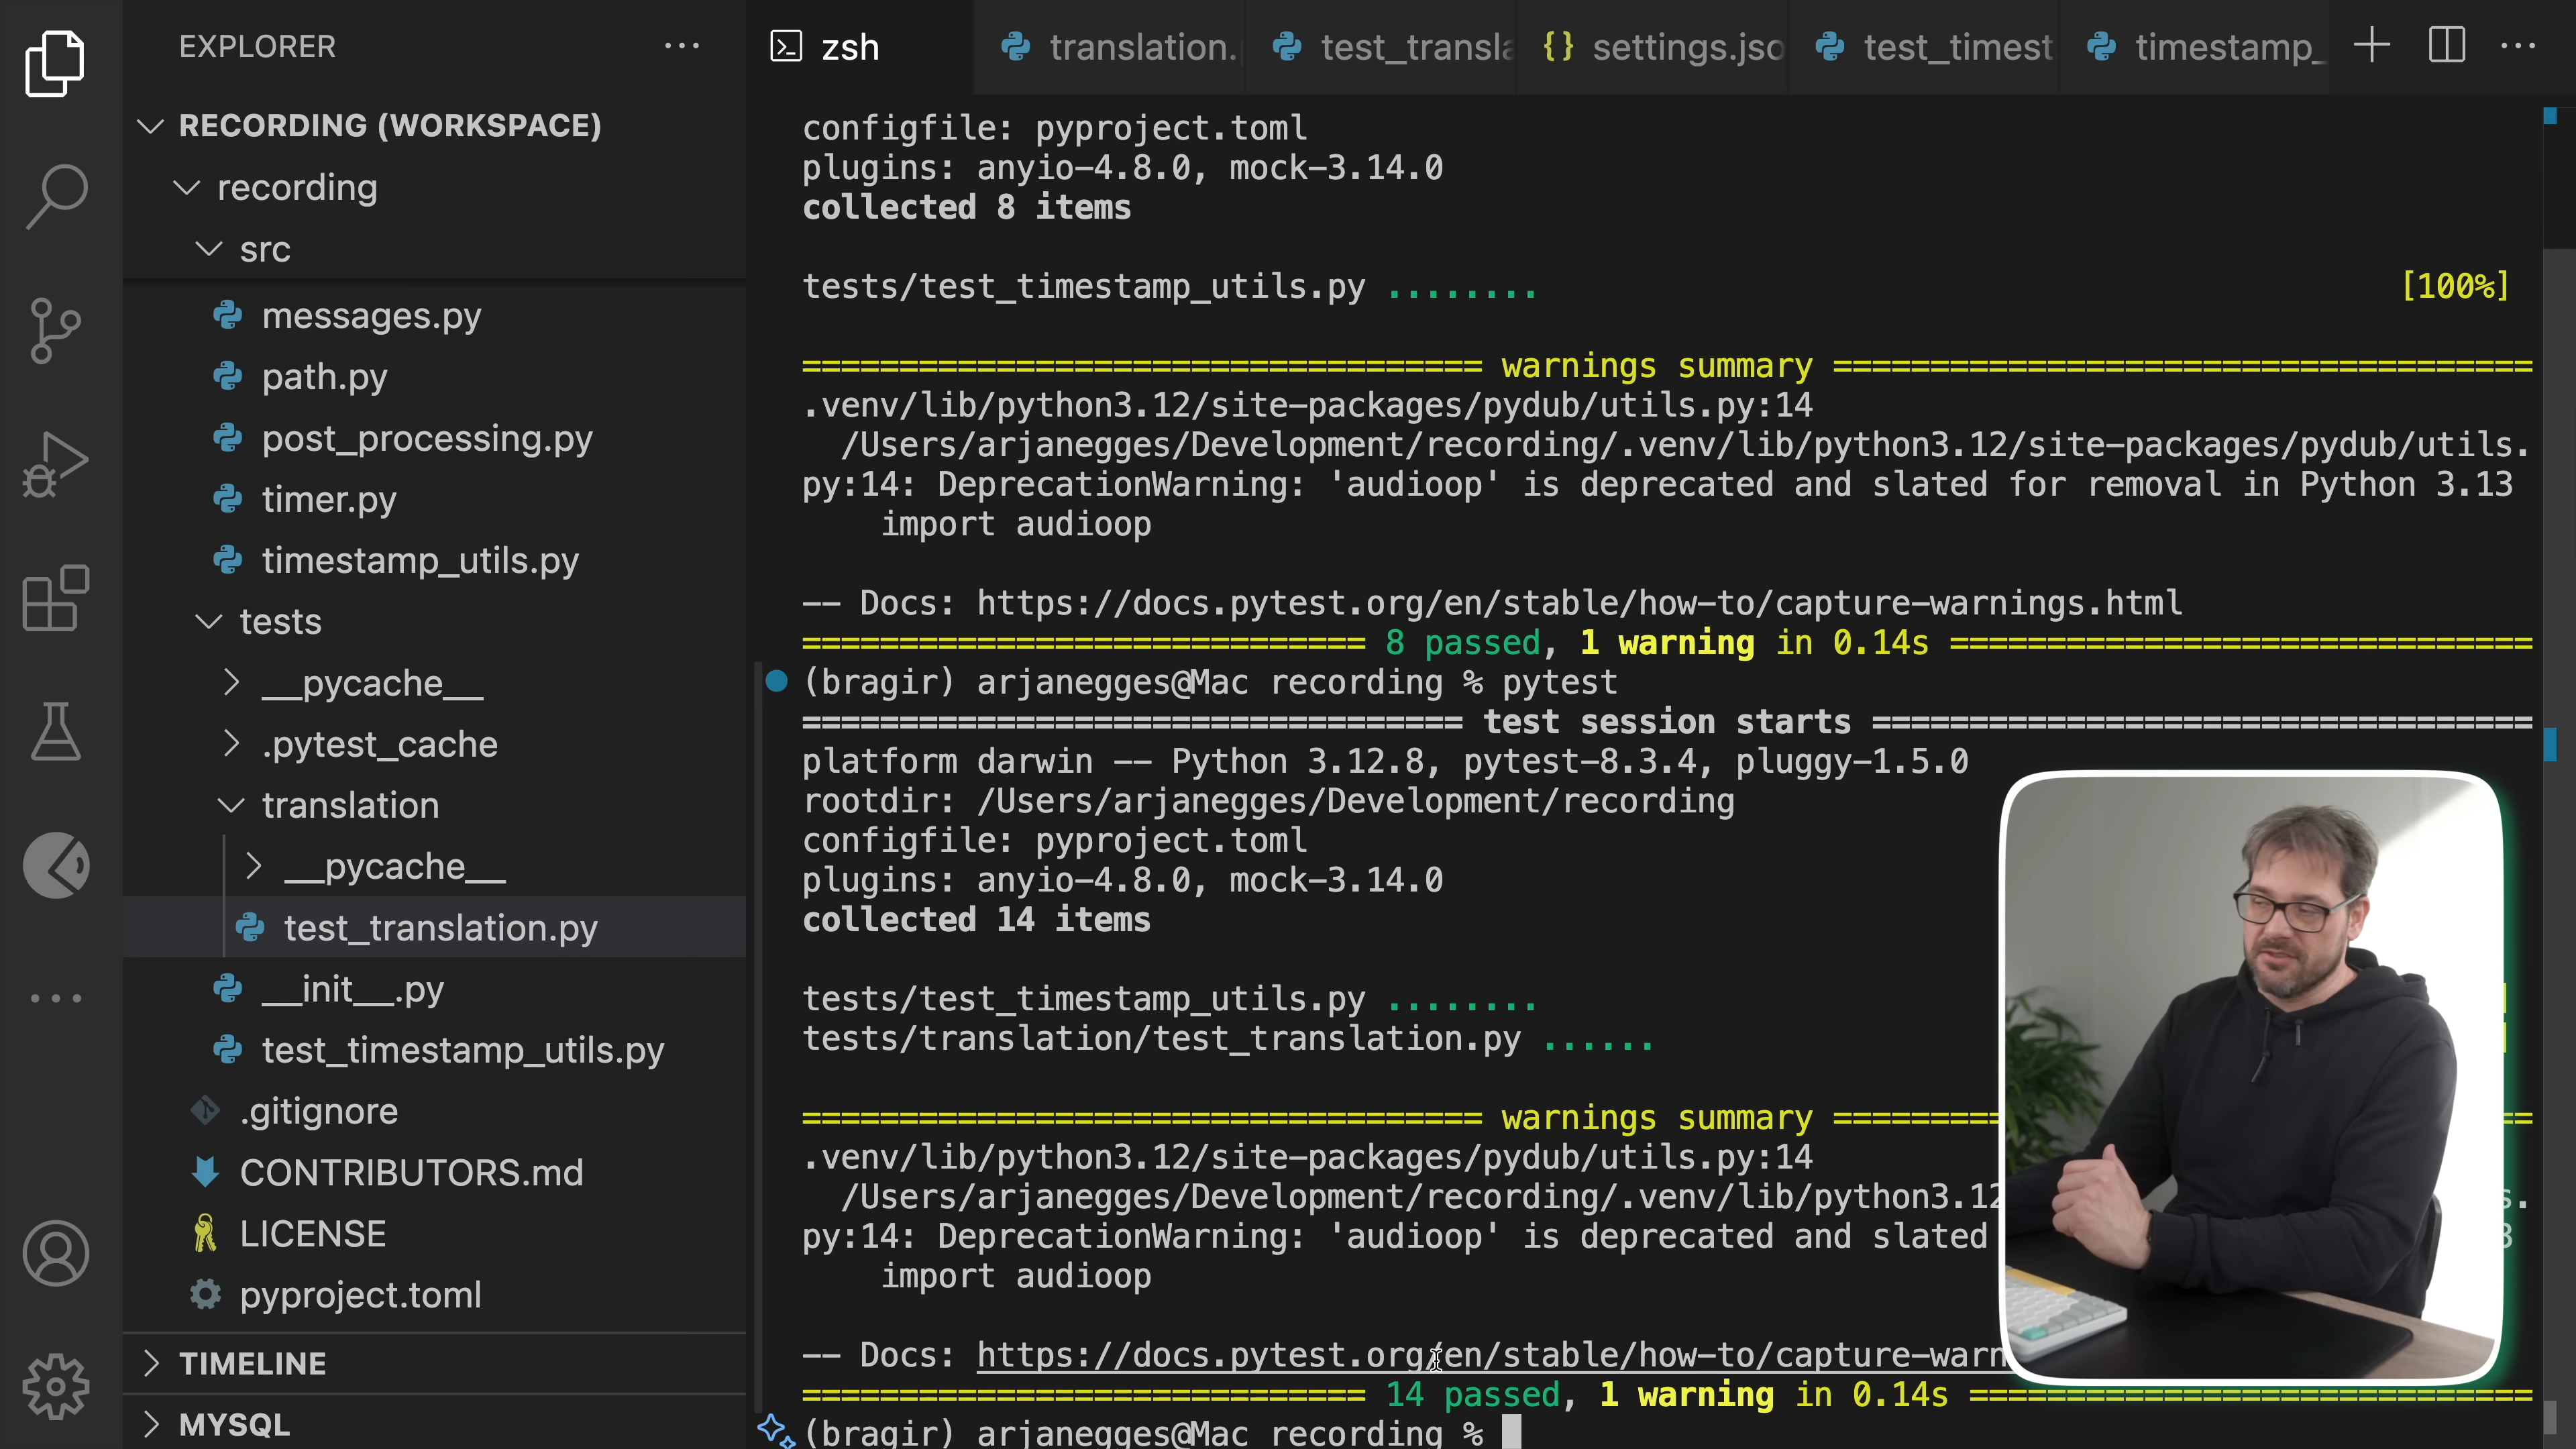 EXPLORER
RECORDING (WORKSPACE)
recording
src
messages.py
path.py
post_processing.py
timer.py
timestamp_utils.py
tests
__pycache__
.pytest_cache
translation
__pycache__
test_translation.py
__init__.py
test_timestamp_utils.py
.gitignore
CONTRIBUTORS.md
LICENSE
pyproject.toml
TIMELINE
MYSQL
zsh
translation.
test_transla
{} settings.jso
test_timest
timestamp_
configfile: pyproject.toml
plugins: anyio-4.8.0, mock-3.14.0
collected 8 items
tests/test_timestamp_utils.py ........ [100%]
================================== warnings summary ==================================
.venv/lib/python3.12/site-packages/pydub/utils.py:14
/Users/arjanegges/Development/recording/.venv/lib/python3.12/site-packages/pydub/utils.
py:14: DeprecationWarning: 'audioop' is deprecated and slated for removal in Python 3.13
import audioop
-- Docs: https://docs.pytest.org/en/stable/how-to/capture-warnings.html
============================= 8 passed, 1 warning in 0.14s ==============================
(bragir) arjanegges@Mac recording % pytest
================================== test session starts ==================================
platform darwin -- Python 3.12.8, pytest-8.3.4, pluggy-1.5.0
rootdir: /Users/arjanegges/Development/recording
configfile: pyproject.toml
plugins: anyio-4.8.0, mock-3.14.0
collected 14 items
tests/test_timestamp_utils.py ........
tests/translation/test_translation.py ......
================================== warnings summary =========
.venv/lib/python3.12/site-packages/pydub/utils.py:14
/Users/arjanegges/Development/recording/.venv/lib/python3.12
py:14: DeprecationWarning: 'audioop' is deprecated and slated
import audioop
-- Docs: https://docs.pytest.org/en/stable/how-to/capture-warn
============================= 14 passed, 1 warning in 0.14s =============================
(bragir) arjanegges@Mac recording %